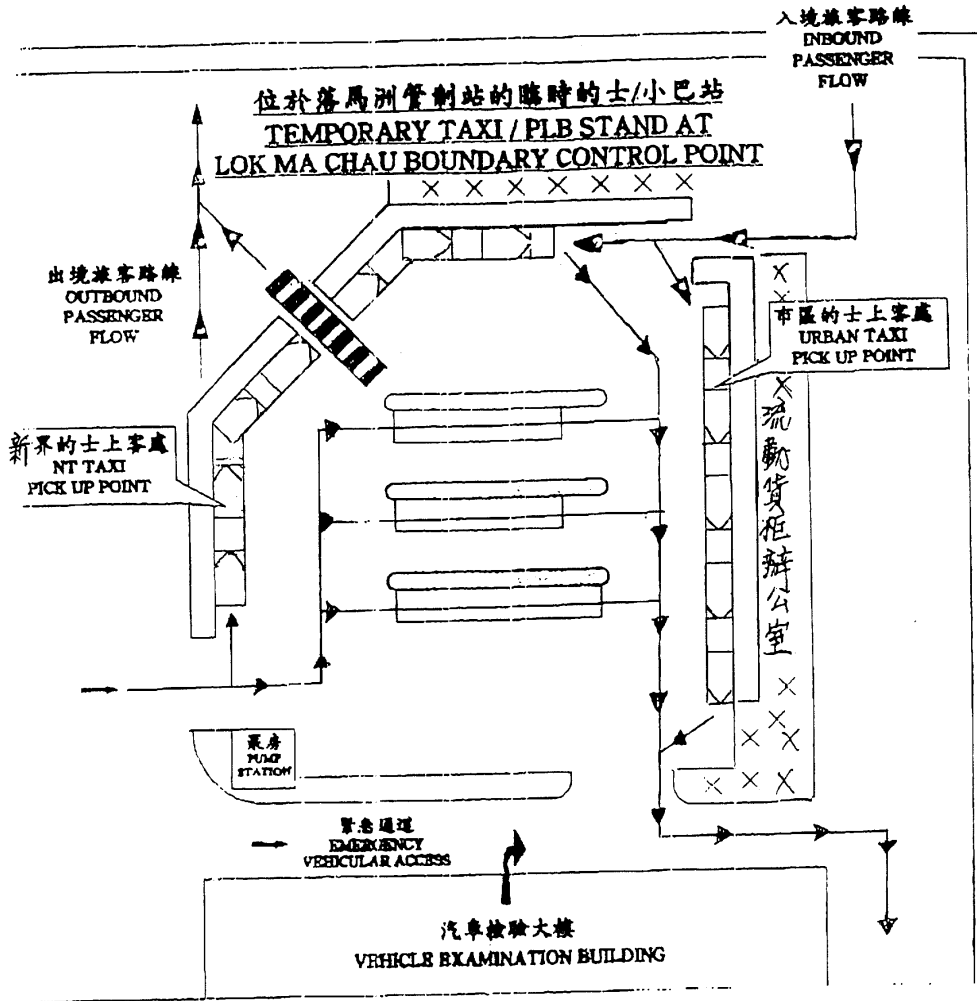 入境旅客路線
INBOUND
PASSENGER
FLOW
位於落馬洲管制站的臨時的士/小巴站
TEMPORARY TAXI / PLB STAND AT
LOK MA CHAU BOUNDARY CONTROL POINT
出境旅客路線
OUTBOUND
PASSENGER
FLOW
市區的士上客處
URBAN TAXI
PICK UP POINT
新界的士上客處
NT TAXI
PICK UP POINT
流動貨柜辦公室
泵房
PUMP
STATION
緊急通道
EMERGENCY
VEHICULAR ACCESS
汽車檢驗大樓
VEHICLE EXAMINATION BUILDING